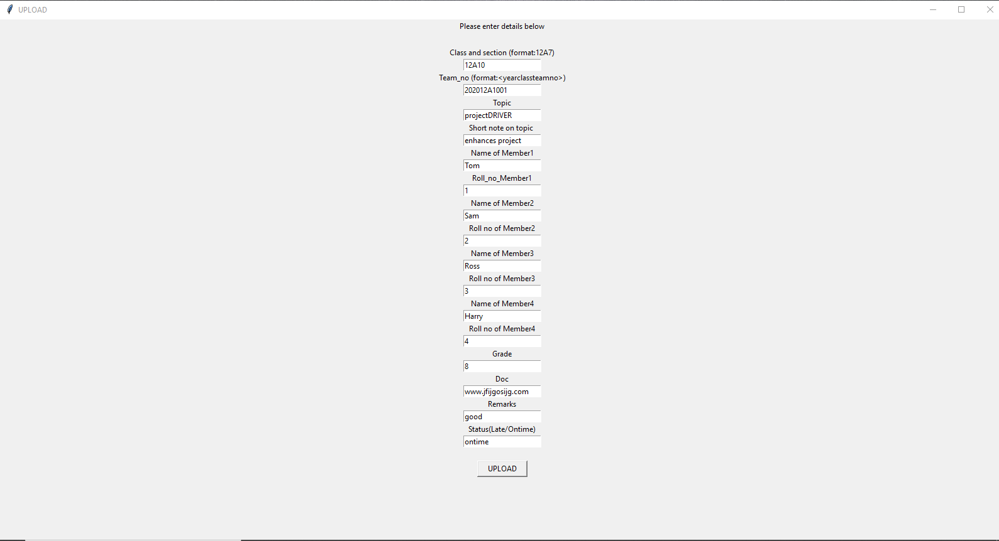 UPLOAD
Please enter details below
Class and section (format:12A7)
12A10
Team_no (format:<yearclassteamno>)
202012A1001
Topic
projectDRIVER
Short note on topic
enhances project
Name of Member1
Tom
Roll_no_Member1
1
Name of Member2
Sam
Roll no of Member2
2
Name of Member3
Ross
Roll no of Member3
3
Name of Member4
Harry
Roll no of Member4
4
Grade
8
Doc
www.jfijgosijg.com
Remarks
good
Status(Late/Ontime)
ontime
UPLOAD